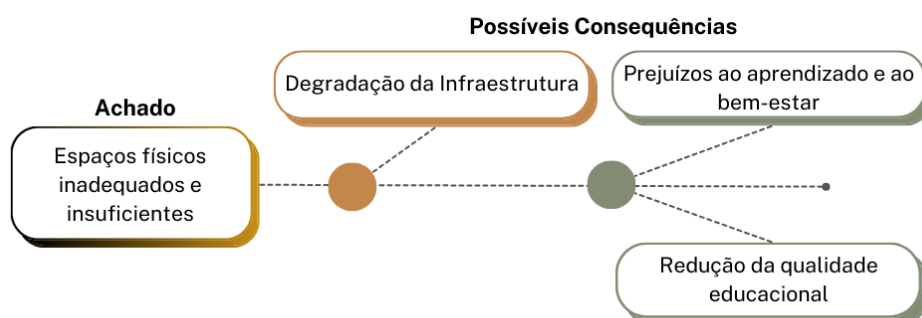 Possíveis Consequências
Degradação da Infraestrutura
Prejuízos ao aprendizado e ao
bem-estar
Achado
Espaços físicos
inadequados e
insuficientes
Redução da qualidade
educacional